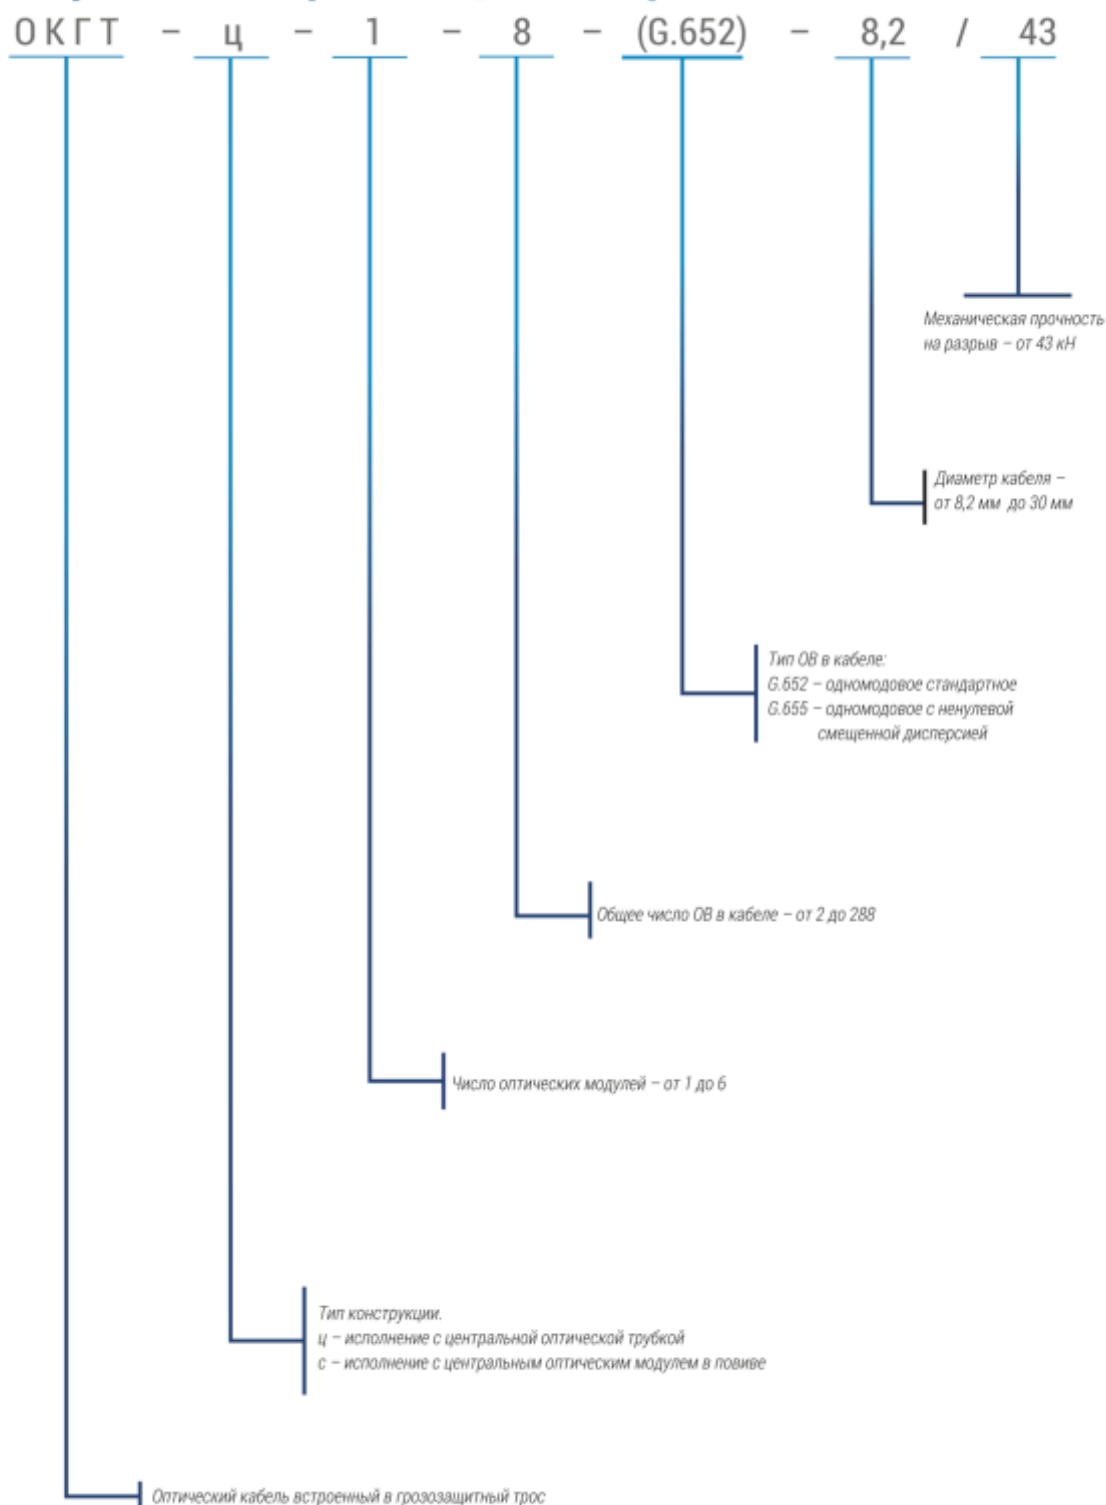 ОКГТ – ц – 1 – 8 – (G.652) – 8,2 / 43
Механическая прочность
на разрыв – от 43 кН
Диаметр кабеля –
от 8,2 мм до 30 мм
Тип ОВ в кабеле:
G.652 – одномодовое стандартное
G.655 – одномодовое с ненулевой
смещенной дисперсией
Общее число ОВ в кабеле – от 2 до 288
Число оптических модулей – от 1 до 6
Тип конструкции.
ц – исполнение с центральной оптической трубкой
с – исполнение с центральным оптическим модулем в повиве
Оптический кабель встроенный в грозозащитный трос